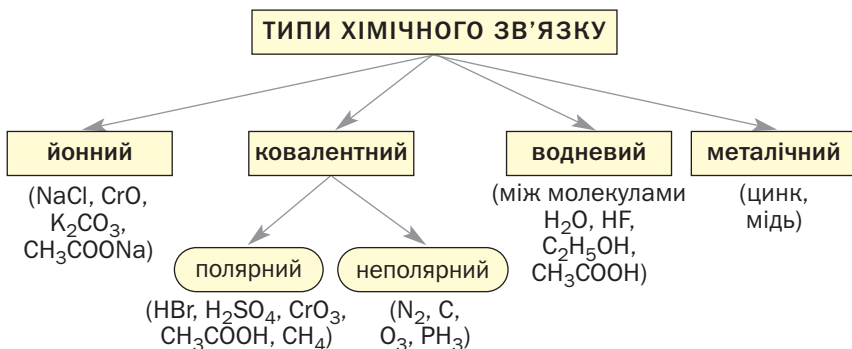 ТИПИ ХІМІЧНОГО ЗВ’ЯЗКУ
йонний
(NaCl, CrO,
K₂CO₃,
CH₃COONa)
ковалентний
полярний
(HBr, H₂SO₄, CrO₃,
CH₃COOH, CH₄)
неполярний
(N₂, C,
O₃, PH₃)
водневий
(між молекулами
H₂O, HF,
C₂H₅OH,
CH₃COOH)
металічний
(цинк,
мідь)